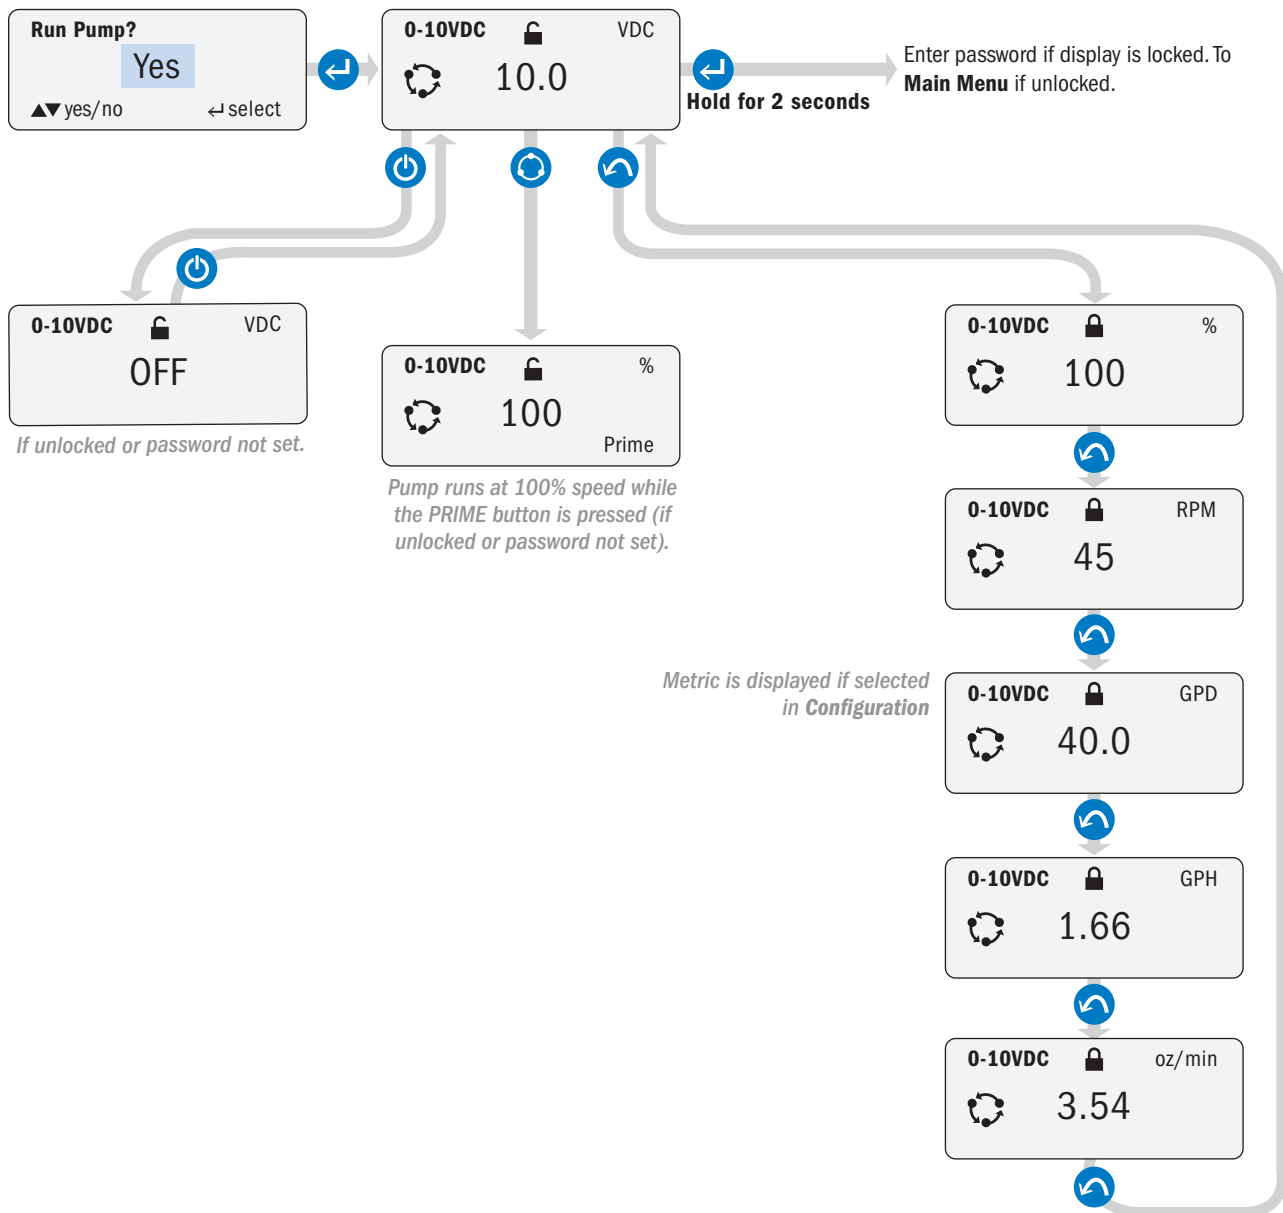 Run Pump?
Yes
▲▼ yes/no ↵ select
0-10VDC VDC
10.0
Hold for 2 seconds
Enter password if display is locked. To
Main Menu if unlocked.
0-10VDC VDC
OFF
If unlocked or password not set.
0-10VDC %
100
Prime
Pump runs at 100% speed while
the PRIME button is pressed (if
unlocked or password not set).
0-10VDC %
100
0-10VDC RPM
45
Metric is displayed if selected
in Configuration
0-10VDC GPD
40.0
0-10VDC GPH
1.66
0-10VDC oz/min
3.54